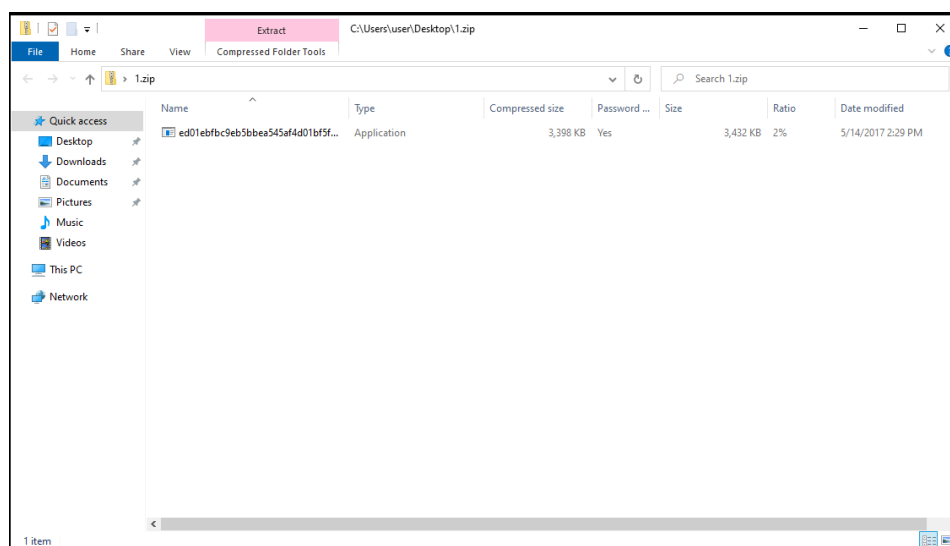 Extract
C:\Users\user\Desktop\1.zip
File
Home
Share
View
Compressed Folder Tools
1.zip
Search 1.zip
Name
Type
Compressed size
Password ...
Size
Ratio
Date modified
ed01ebfbc9eb5bbea545af4d01bf5f...
Application
3,398 KB
Yes
3,432 KB
2%
5/14/2017 2:29 PM
Quick access
Desktop
Downloads
Documents
Pictures
Music
Videos
This PC
Network
1 item